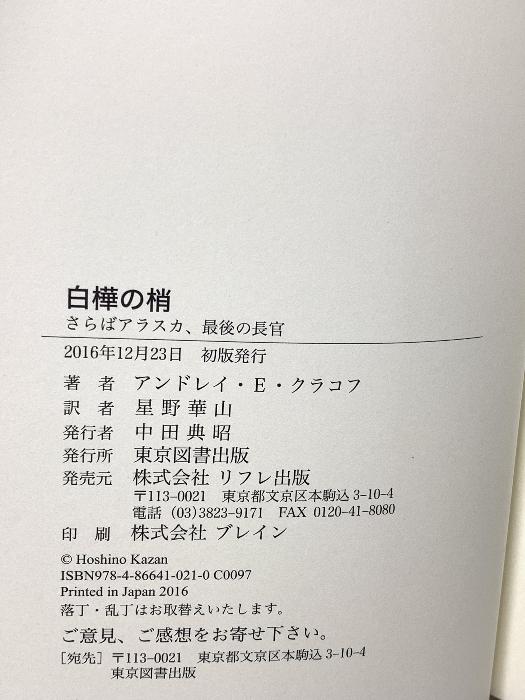 白樺の梢
さらばアラスカ、最後の長官
2016年12月23日 初版発行
著者 アンドレイ・E・クラコフ
訳者 星野華山
発行者 中田典昭
発行所 東京図書出版
発売元 株式会社 リフレ出版
〒113-0021 東京都文京区本駒込 3-10-4
電話 (03)3823-9171 FAX 0120-41-8080
印刷 株式会社 ブレイン
© Hoshino Kazan
ISBN978-4-86641-021-0 C0097
Printed in Japan 2016
落丁・乱丁はお取替えいたします。
ご意見、ご感想をお寄せ下さい。
[宛先] 〒113-0021 東京都文京区本駒込 3-10-4
東京図書出版